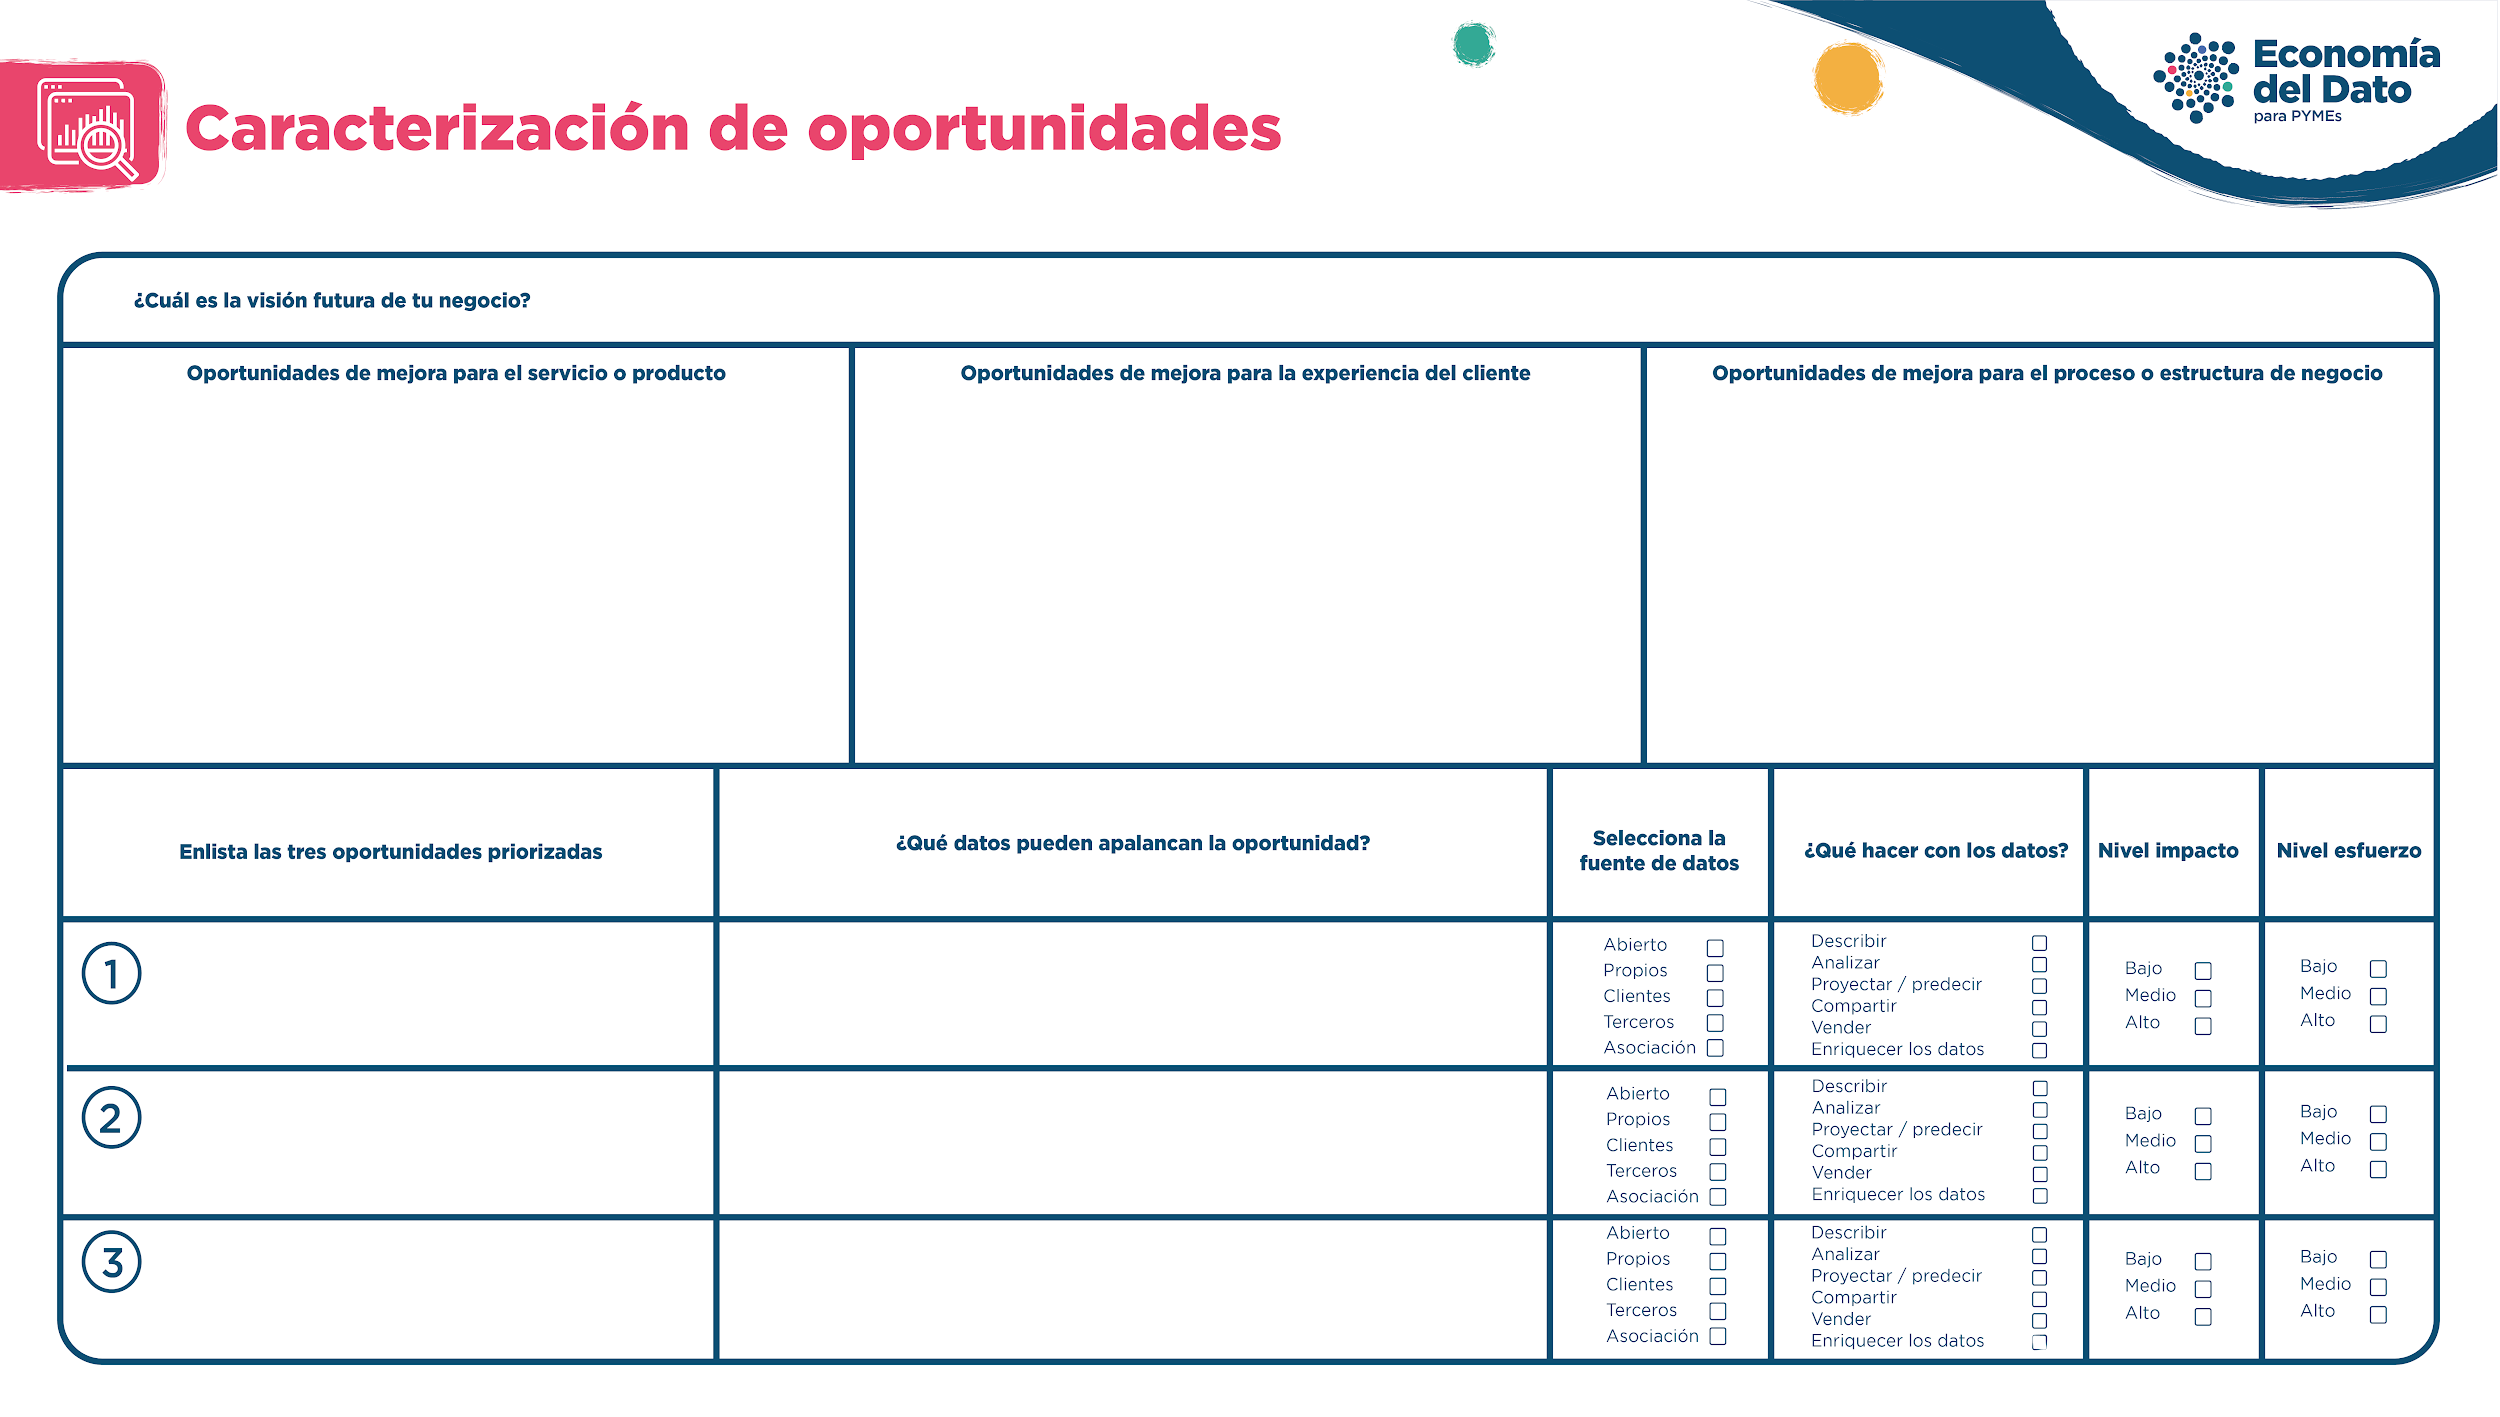 Caracterización de oportunidades
Economía
del Dato
para PYMEs
¿Cuál es la visión futura de tu negocio?
Oportunidades de mejora para el servicio o producto
Oportunidades de mejora para la experiencia del cliente
Oportunidades de mejora para el proceso o estructura de negocio
Enlista las tres oportunidades priorizadas
¿Qué datos pueden apalancan la oportunidad?
Selecciona la
fuente de datos
¿Qué hacer con los datos?
Nivel impacto
Nivel esfuerzo
1
Abierto
Propios
Clientes
Terceros
Asociación
Describir
Analizar
Proyectar / predecir
Compartir
Vender
Enriquecer los datos
Bajo
Medio
Alto
Bajo
Medio
Alto
2
Abierto
Propios
Clientes
Terceros
Asociación
Describir
Analizar
Proyectar / predecir
Compartir
Vender
Enriquecer los datos
Bajo
Medio
Alto
Bajo
Medio
Alto
3
Abierto
Propios
Clientes
Terceros
Asociación
Describir
Analizar
Proyectar / predecir
Compartir
Vender
Enriquecer los datos
Bajo
Medio
Alto
Bajo
Medio
Alto